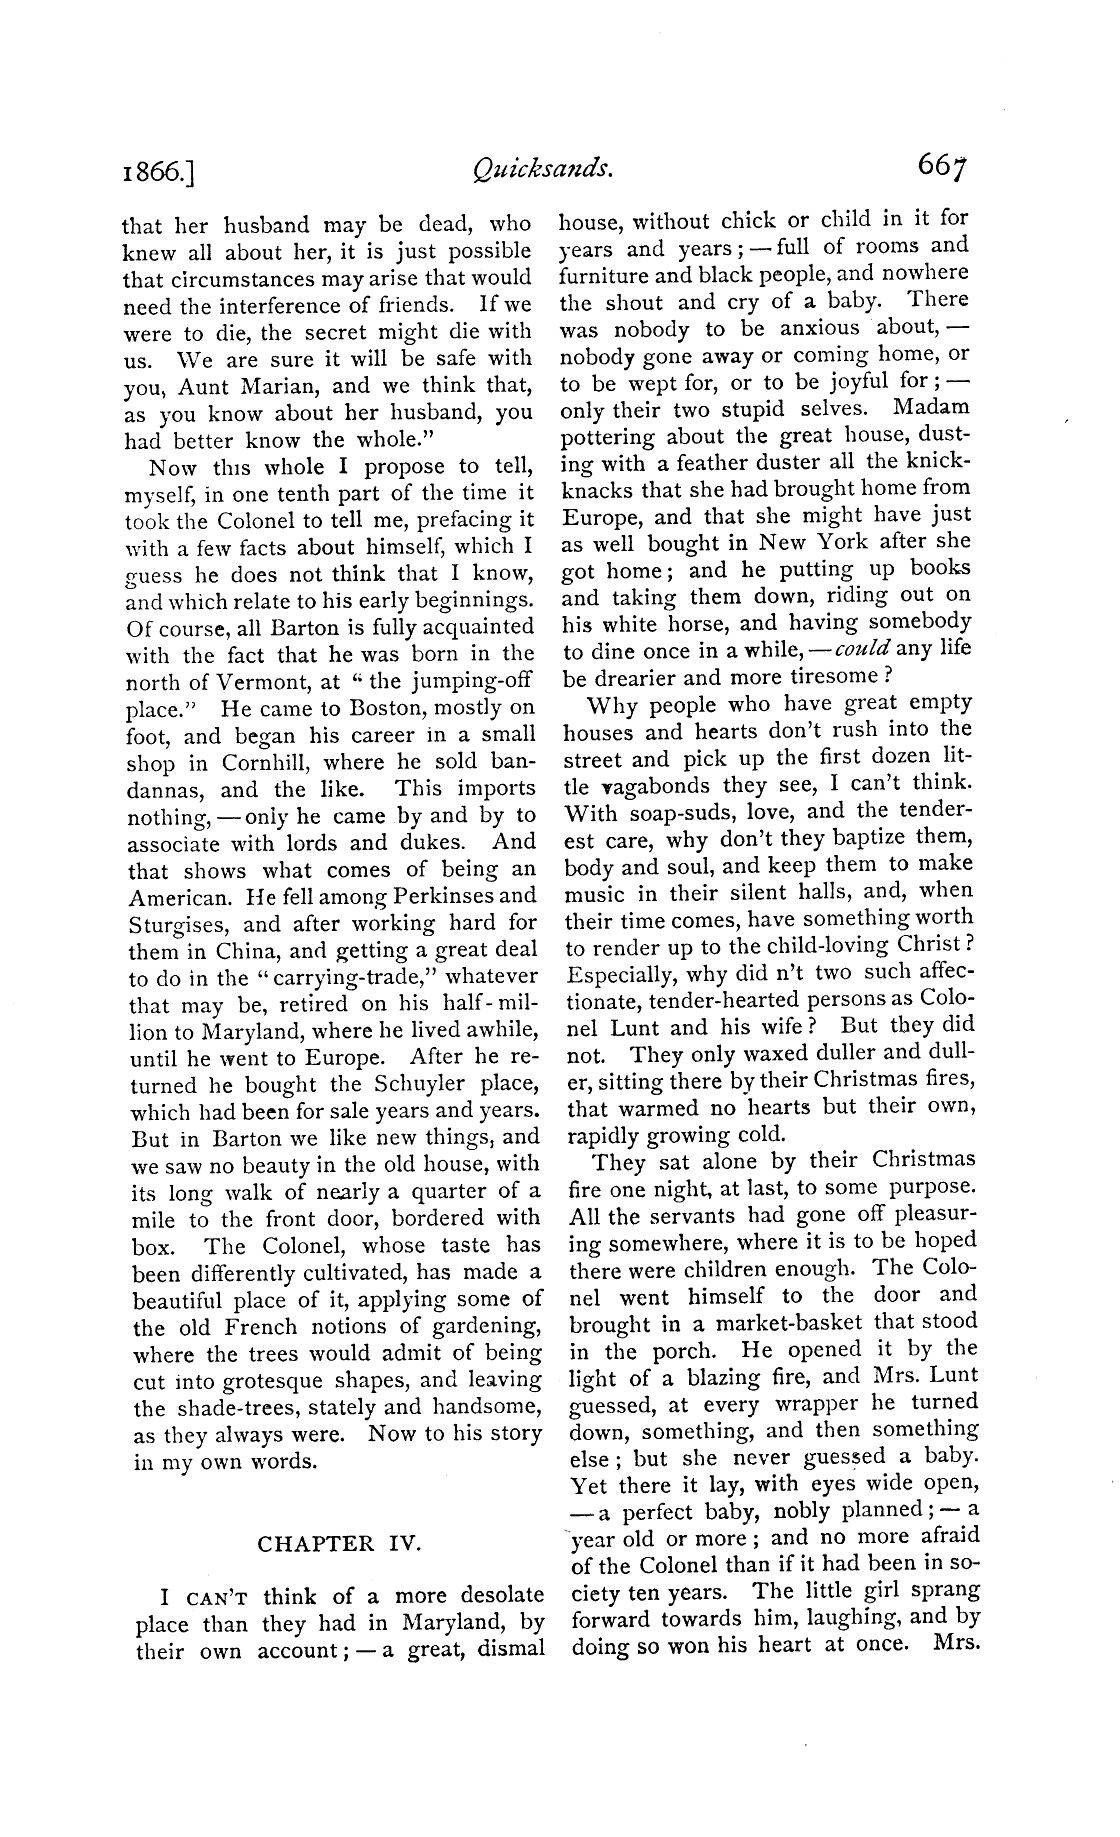 1866.] Quicksands. 667
that her husband may be dead, who
knew all about her, it is just possible
that circumstances may arise that would
need the interference of friends. If we
were to die, the secret might die with
us. We are sure it will be safe with
you, Aunt Marian, and we think that,
as you know about her husband, you
had better know the whole.”
Now this whole I propose to tell,
myself, in one tenth part of the time it
took the Colonel to tell me, prefacing it
with a few facts about himself, which I
guess he does not think that I know,
and which relate to his early beginnings.
Of course, all Barton is fully acquainted
with the fact that he was born in the
north of Vermont, at “ the jumping-off
place.” He came to Boston, mostly on
foot, and began his career in a small
shop in Cornhill, where he sold ban-
dannas, and the like. This imports
nothing, — only he came by and by to
associate with lords and dukes. And
that shows what comes of being an
American. He fell among Perkinses and
Sturgises, and after working hard for
them in China, and getting a great deal
to do in the “ carrying-trade,” whatever
that may be, retired on his half-mil-
lion to Maryland, where he lived awhile,
until he went to Europe. After he re-
turned he bought the Schuyler place,
which had been for sale years and years.
But in Barton we like new things, and
we saw no beauty in the old house, with
its long walk of nearly a quarter of a
mile to the front door, bordered with
box. The Colonel, whose taste has
been differently cultivated, has made a
beautiful place of it, applying some of
the old French notions of gardening,
where the trees would admit of being
cut into grotesque shapes, and leaving
the shade-trees, stately and handsome,
as they always were. Now to his story
in my own words.
CHAPTER IV.
I CAN’T think of a more desolate
place than they had in Maryland, by
their own account ; — a great, dismal
house, without chick or child in it for
years and years ; — full of rooms and
furniture and black people, and nowhere
the shout and cry of a baby. There
was nobody to be anxious about, —
nobody gone away or coming home, or
to be wept for, or to be joyful for ; —
only their two stupid selves. Madam
pottering about the great house, dust-
ing with a feather duster all the knick-
knacks that she had brought home from
Europe, and that she might have just
as well bought in New York after she
got home ; and he putting up books
and taking them down, riding out on
his white horse, and having somebody
to dine once in a while, — could any life
be drearier and more tiresome ?
Why people who have great empty
houses and hearts don’t rush into the
street and pick up the first dozen lit-
tle vagabonds they see, I can’t think.
With soap-suds, love, and the tender-
est care, why don’t they baptize them,
body and soul, and keep them to make
music in their silent halls, and, when
their time comes, have something worth
to render up to the child-loving Christ ?
Especially, why did n’t two such affec-
tionate, tender-hearted persons as Colo-
nel Lunt and his wife ? But they did
not. They only waxed duller and dull-
er, sitting there by their Christmas fires,
that warmed no hearts but their own,
rapidly growing cold.
They sat alone by their Christmas
fire one night, at last, to some purpose.
All the servants had gone off pleasur-
ing somewhere, where it is to be hoped
there were children enough. The Colo-
nel went himself to the door and
brought in a market-basket that stood
in the porch. He opened it by the
light of a blazing fire, and Mrs. Lunt
guessed, at every wrapper he turned
down, something, and then something
else ; but she never guessed a baby.
Yet there it lay, with eyes wide open,
— a perfect baby, nobly planned ; — a
year old or more ; and no more afraid
of the Colonel than if it had been in so-
ciety ten years. The little girl sprang
forward towards him, laughing, and by
doing so won his heart at once. Mrs.